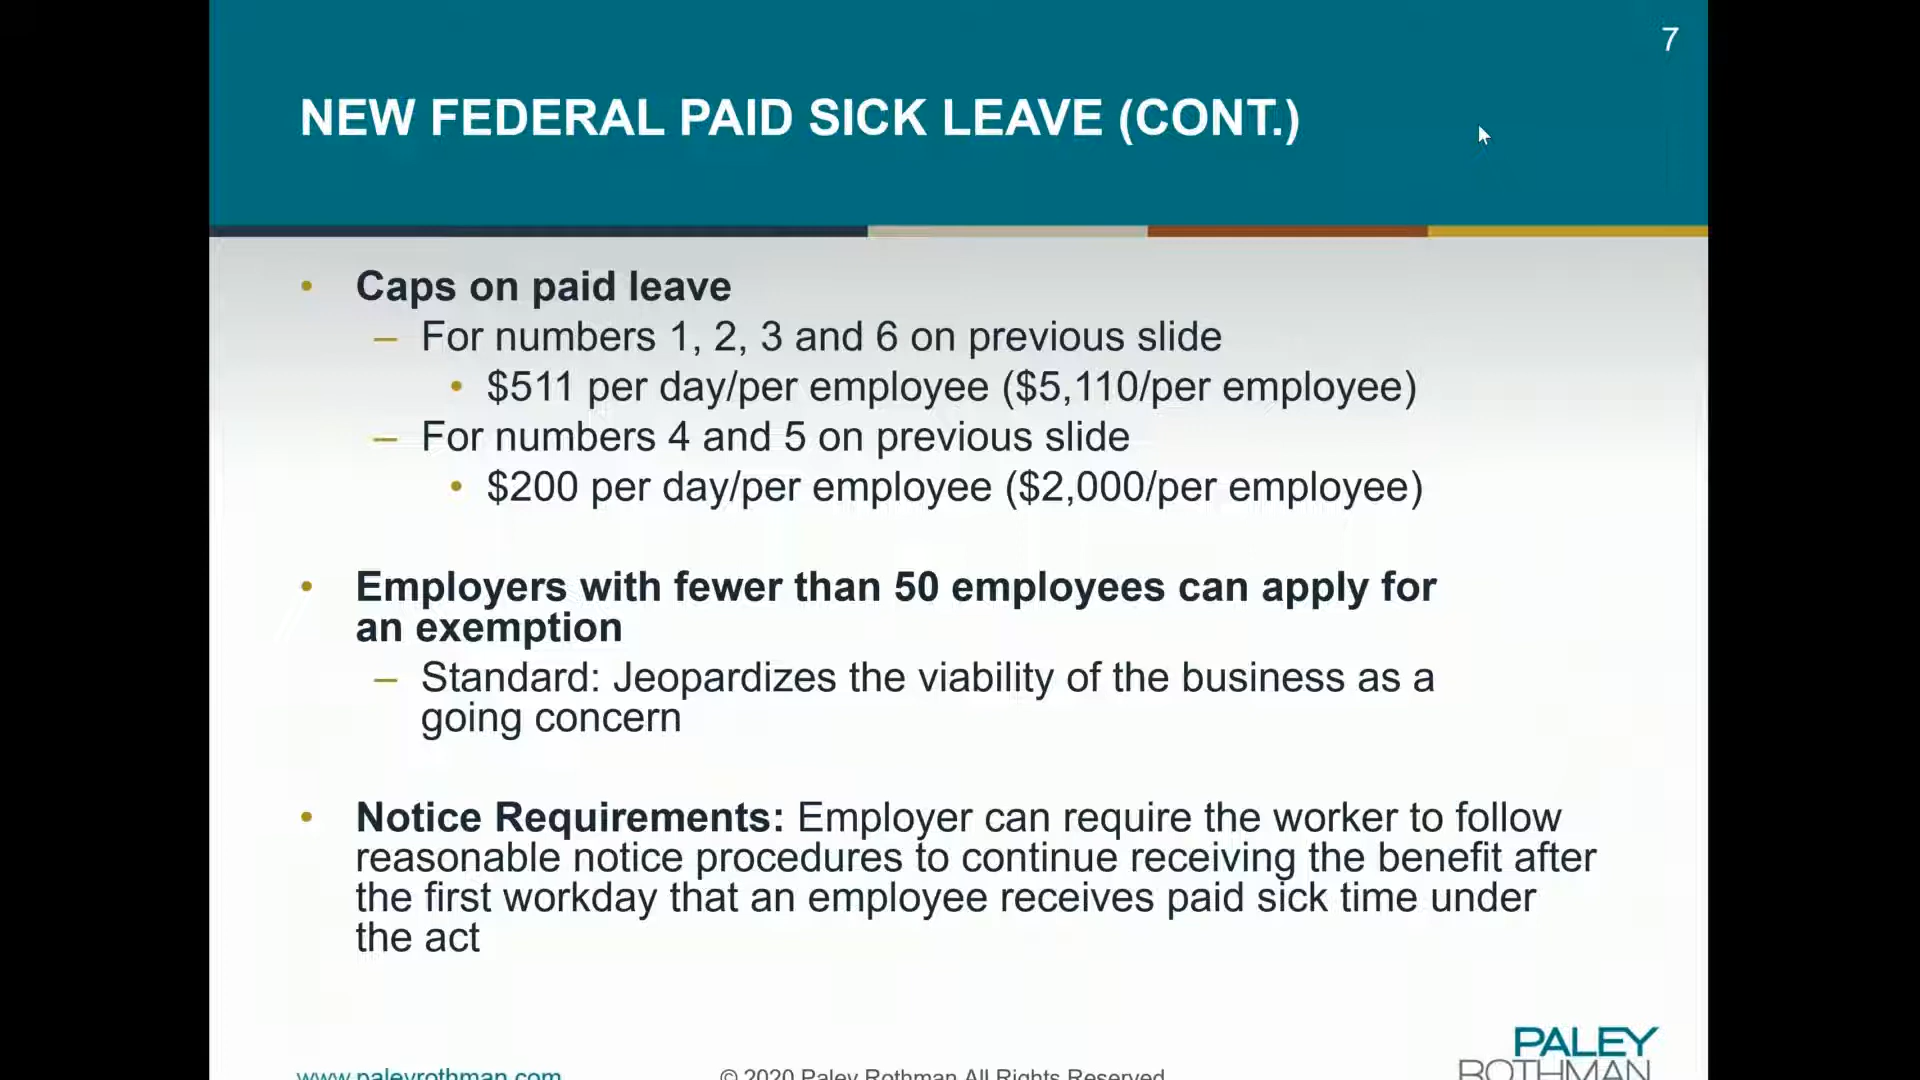 7
NEW FEDERAL PAID SICK LEAVE (CONT.)
• Caps on paid leave
– For numbers 1, 2, 3 and 6 on previous slide
• $511 per day/per employee ($5,110/per employee)
– For numbers 4 and 5 on previous slide
• $200 per day/per employee ($2,000/per employee)
• Employers with fewer than 50 employees can apply for
an exemption
– Standard: Jeopardizes the viability of the business as a
going concern
• Notice Requirements: Employer can require the worker to follow
reasonable notice procedures to continue receiving the benefit after
the first workday that an employee receives paid sick time under
the act
www.paleyrothman.com
© 2020 Paley Rothman All Rights Reserved
PALEY
ROTHMAN